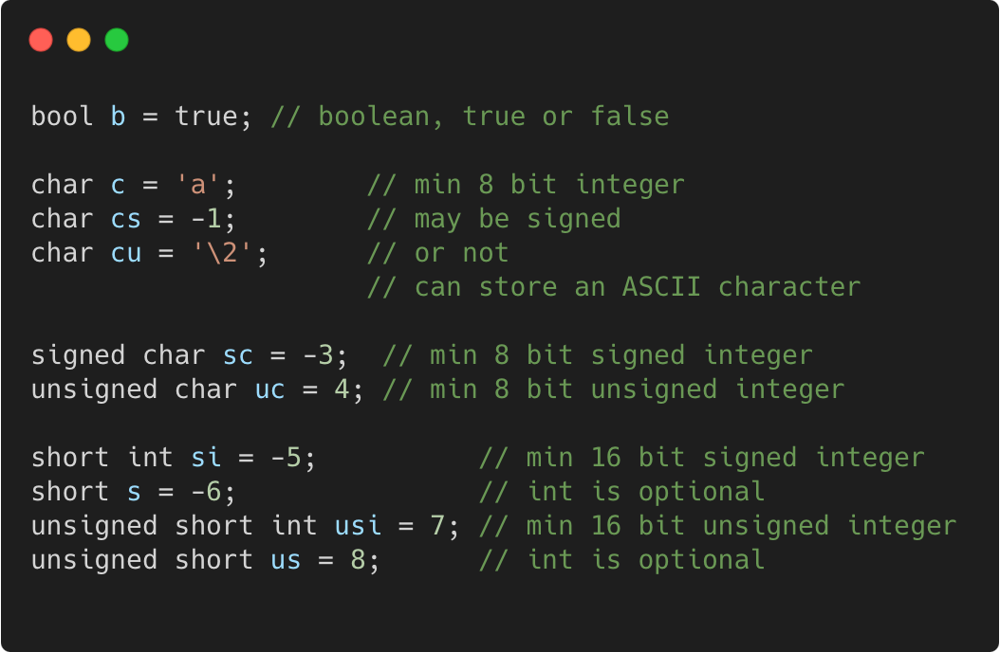 bool b = true; // boolean, true or false
char c = 'a';        // min 8 bit integer
char cs = -1;        // may be signed
char cu = '\2';      // or not
                     // can store an ASCII character
signed char sc = -3;  // min 8 bit signed integer
unsigned char uc = 4; // min 8 bit unsigned integer
short int si = -5;          // min 16 bit signed integer
short s = -6;               // int is optional
unsigned short int usi = 7; // min 16 bit unsigned integer
unsigned short us = 8;      // int is optional